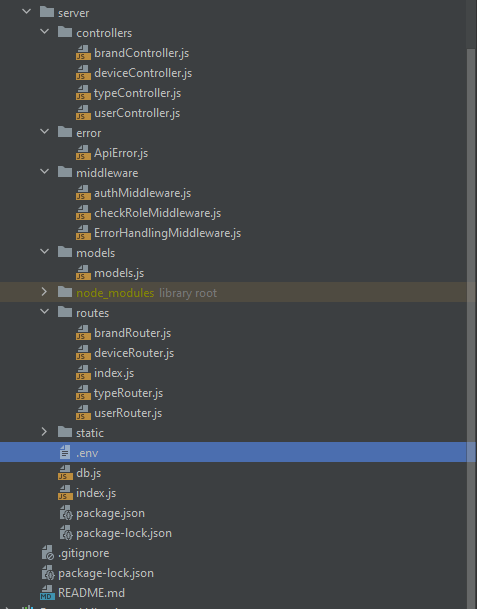 server
controllers
brandController.js
deviceController.js
typeController.js
userController.js
error
ApiError.js
middleware
authMiddleware.js
checkRoleMiddleware.js
ErrorHandlingMiddleware.js
models
models.js
node_modules library root
routes
brandRouter.js
deviceRouter.js
index.js
typeRouter.js
userRouter.js
static
.env
db.js
index.js
package.json
package-lock.json
.gitignore
package-lock.json
README.md